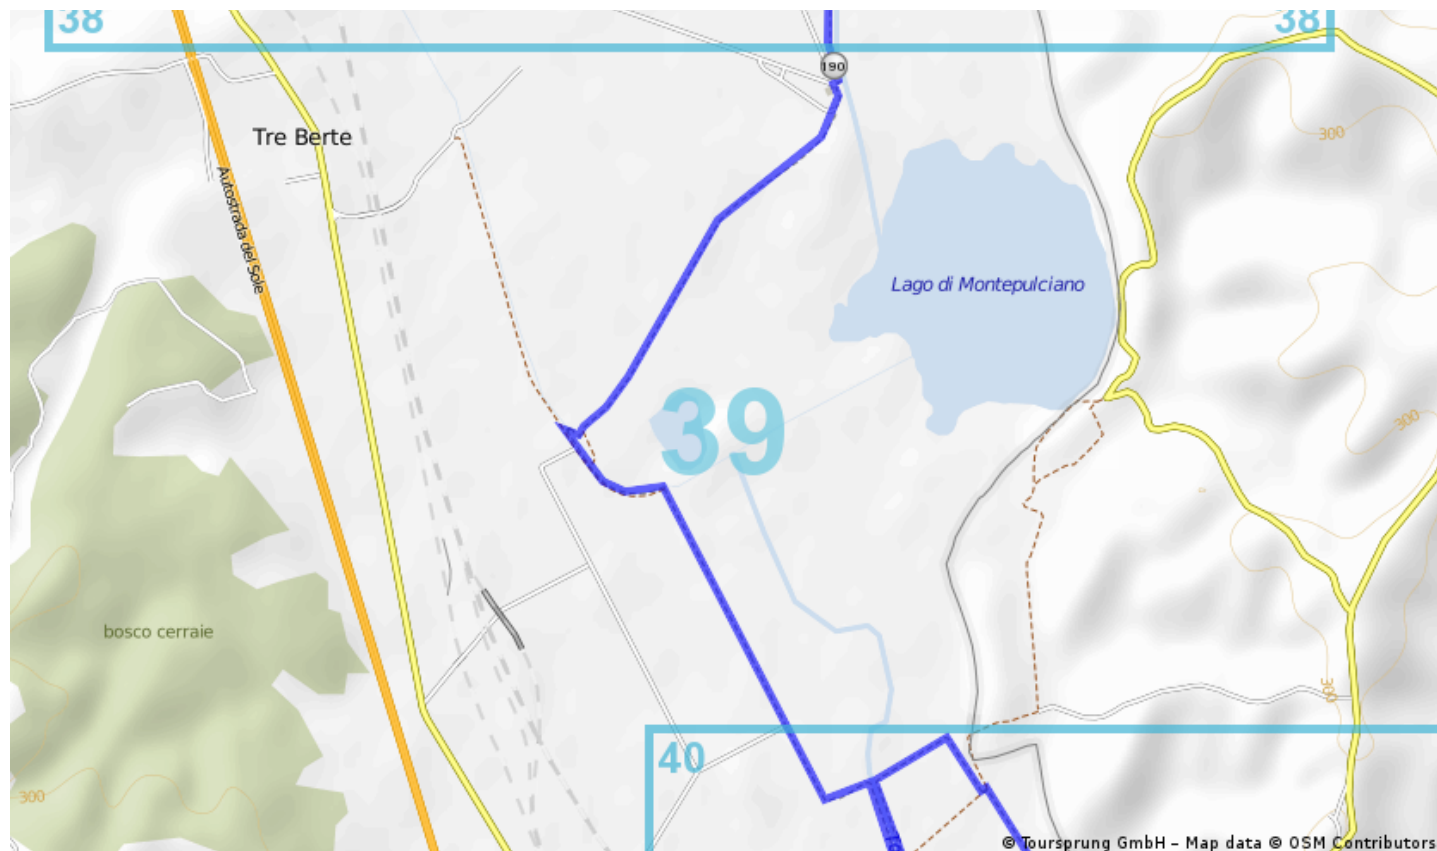 38
38
190
300
Tre Berte
Autostrada del Sole
Lago di Montepulciano
39
300
bosco cerraie
300
40
300
© Toursprung GmbH – Map data © OSM Contributors